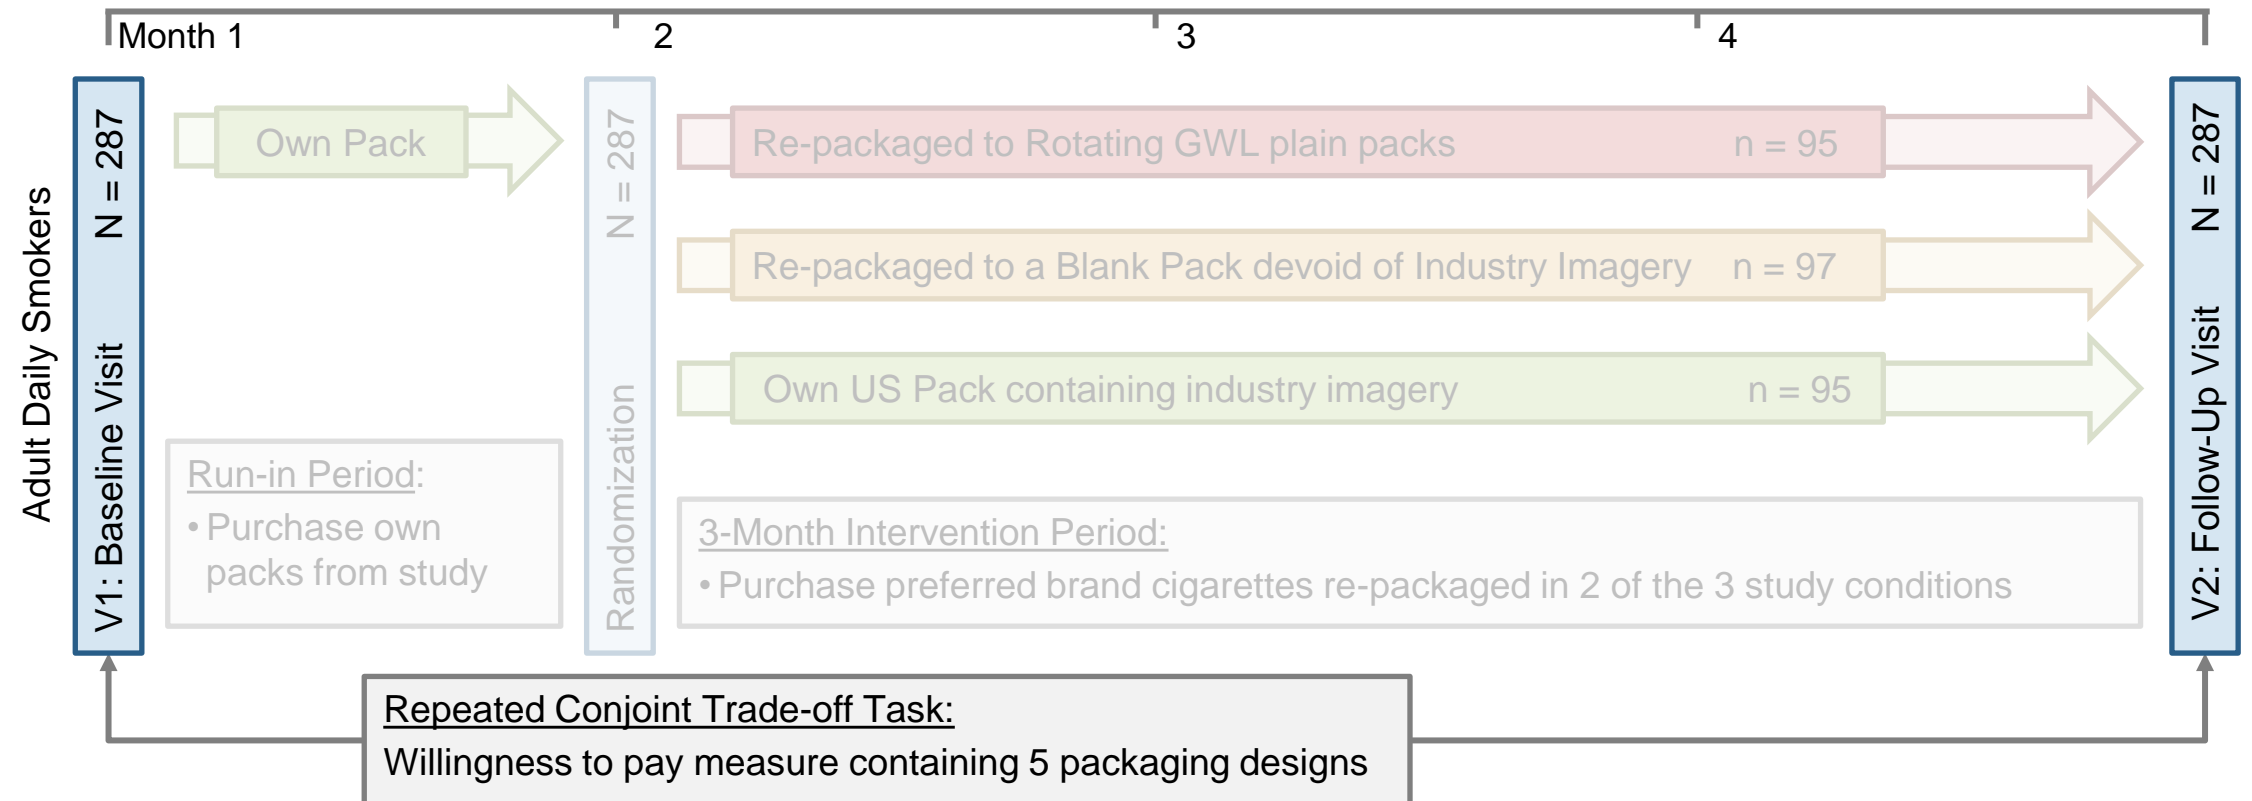 Month 1
2
3
4
Adult Daily Smokers
V1: Baseline Visit N = 287
Own Pack
Run-in Period:
• Purchase own
packs from study
Randomization N = 287
Re-packaged to Rotating GWL plain packs n = 95
Re-packaged to a Blank Pack devoid of Industry Imagery n = 97
Own US Pack containing industry imagery n = 95
3-Month Intervention Period:
• Purchase preferred brand cigarettes re-packaged in 2 of the 3 study conditions
V2: Follow-Up Visit N = 287
Repeated Conjoint Trade-off Task:
Willingness to pay measure containing 5 packaging designs